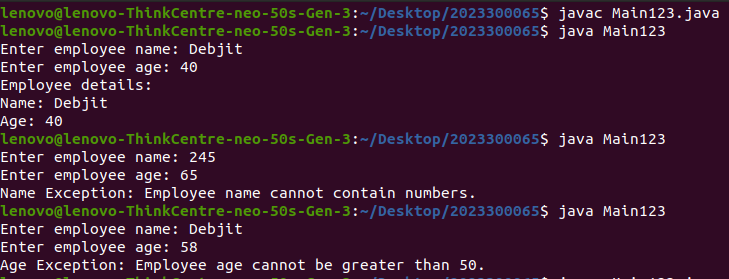 lenovo@lenovo-ThinkCentre-neo-50s-Gen-3:~/Desktop/2023300065$ javac Main123.java
lenovo@lenovo-ThinkCentre-neo-50s-Gen-3:~/Desktop/2023300065$ java Main123
Enter employee name: Debjit
Enter employee age: 40
Employee details:
Name: Debjit
Age: 40
lenovo@lenovo-ThinkCentre-neo-50s-Gen-3:~/Desktop/2023300065$ java Main123
Enter employee name: 245
Enter employee age: 65
Name Exception: Employee name cannot contain numbers.
lenovo@lenovo-ThinkCentre-neo-50s-Gen-3:~/Desktop/2023300065$ java Main123
Enter employee name: Debjit
Enter employee age: 58
Age Exception: Employee age cannot be greater than 50.